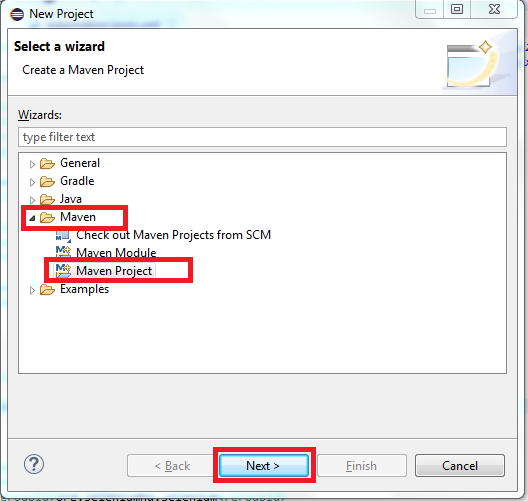 New Project
Select a wizard
Create a Maven Project
Wizards:
type filter text
General
Gradle
Java
Maven
Check out Maven Projects from SCM
Maven Module
Maven Project
Examples
?
< Back
Next >
Finish
Cancel